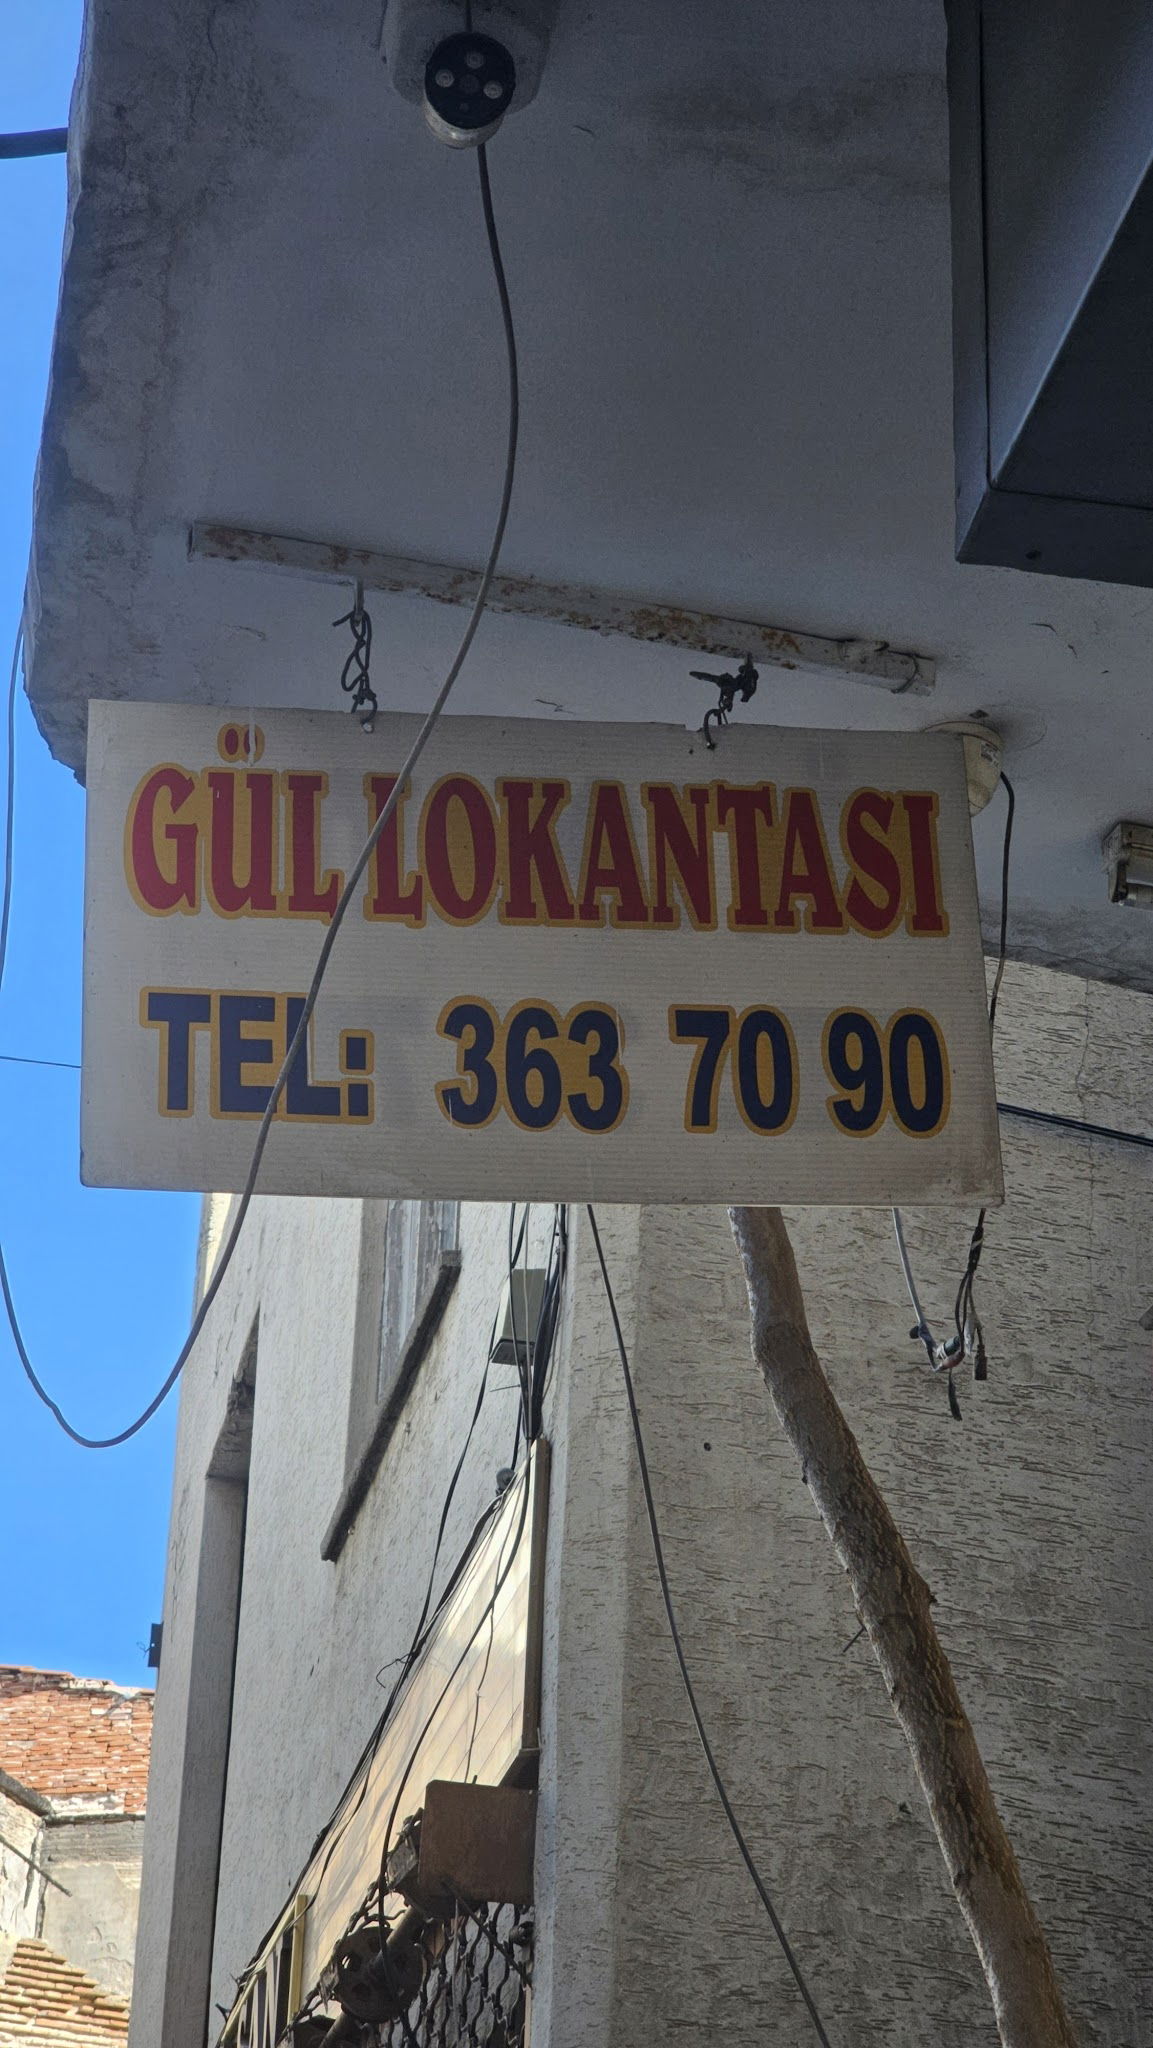 GÜL LOKANTASI
TEL: 363 70 90